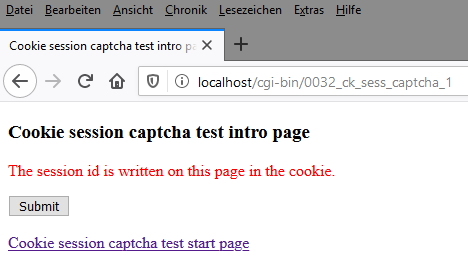 Datei Bearbeiten Ansicht Chronik Lesezeichen Extras Hilfe
Cookie session captcha test intro pa
localhost/cgi-bin/0032_ck_sess_captcha_1
Cookie session captcha test intro page
The session id is written on this page in the cookie.
Submit
Cookie session captcha test start page